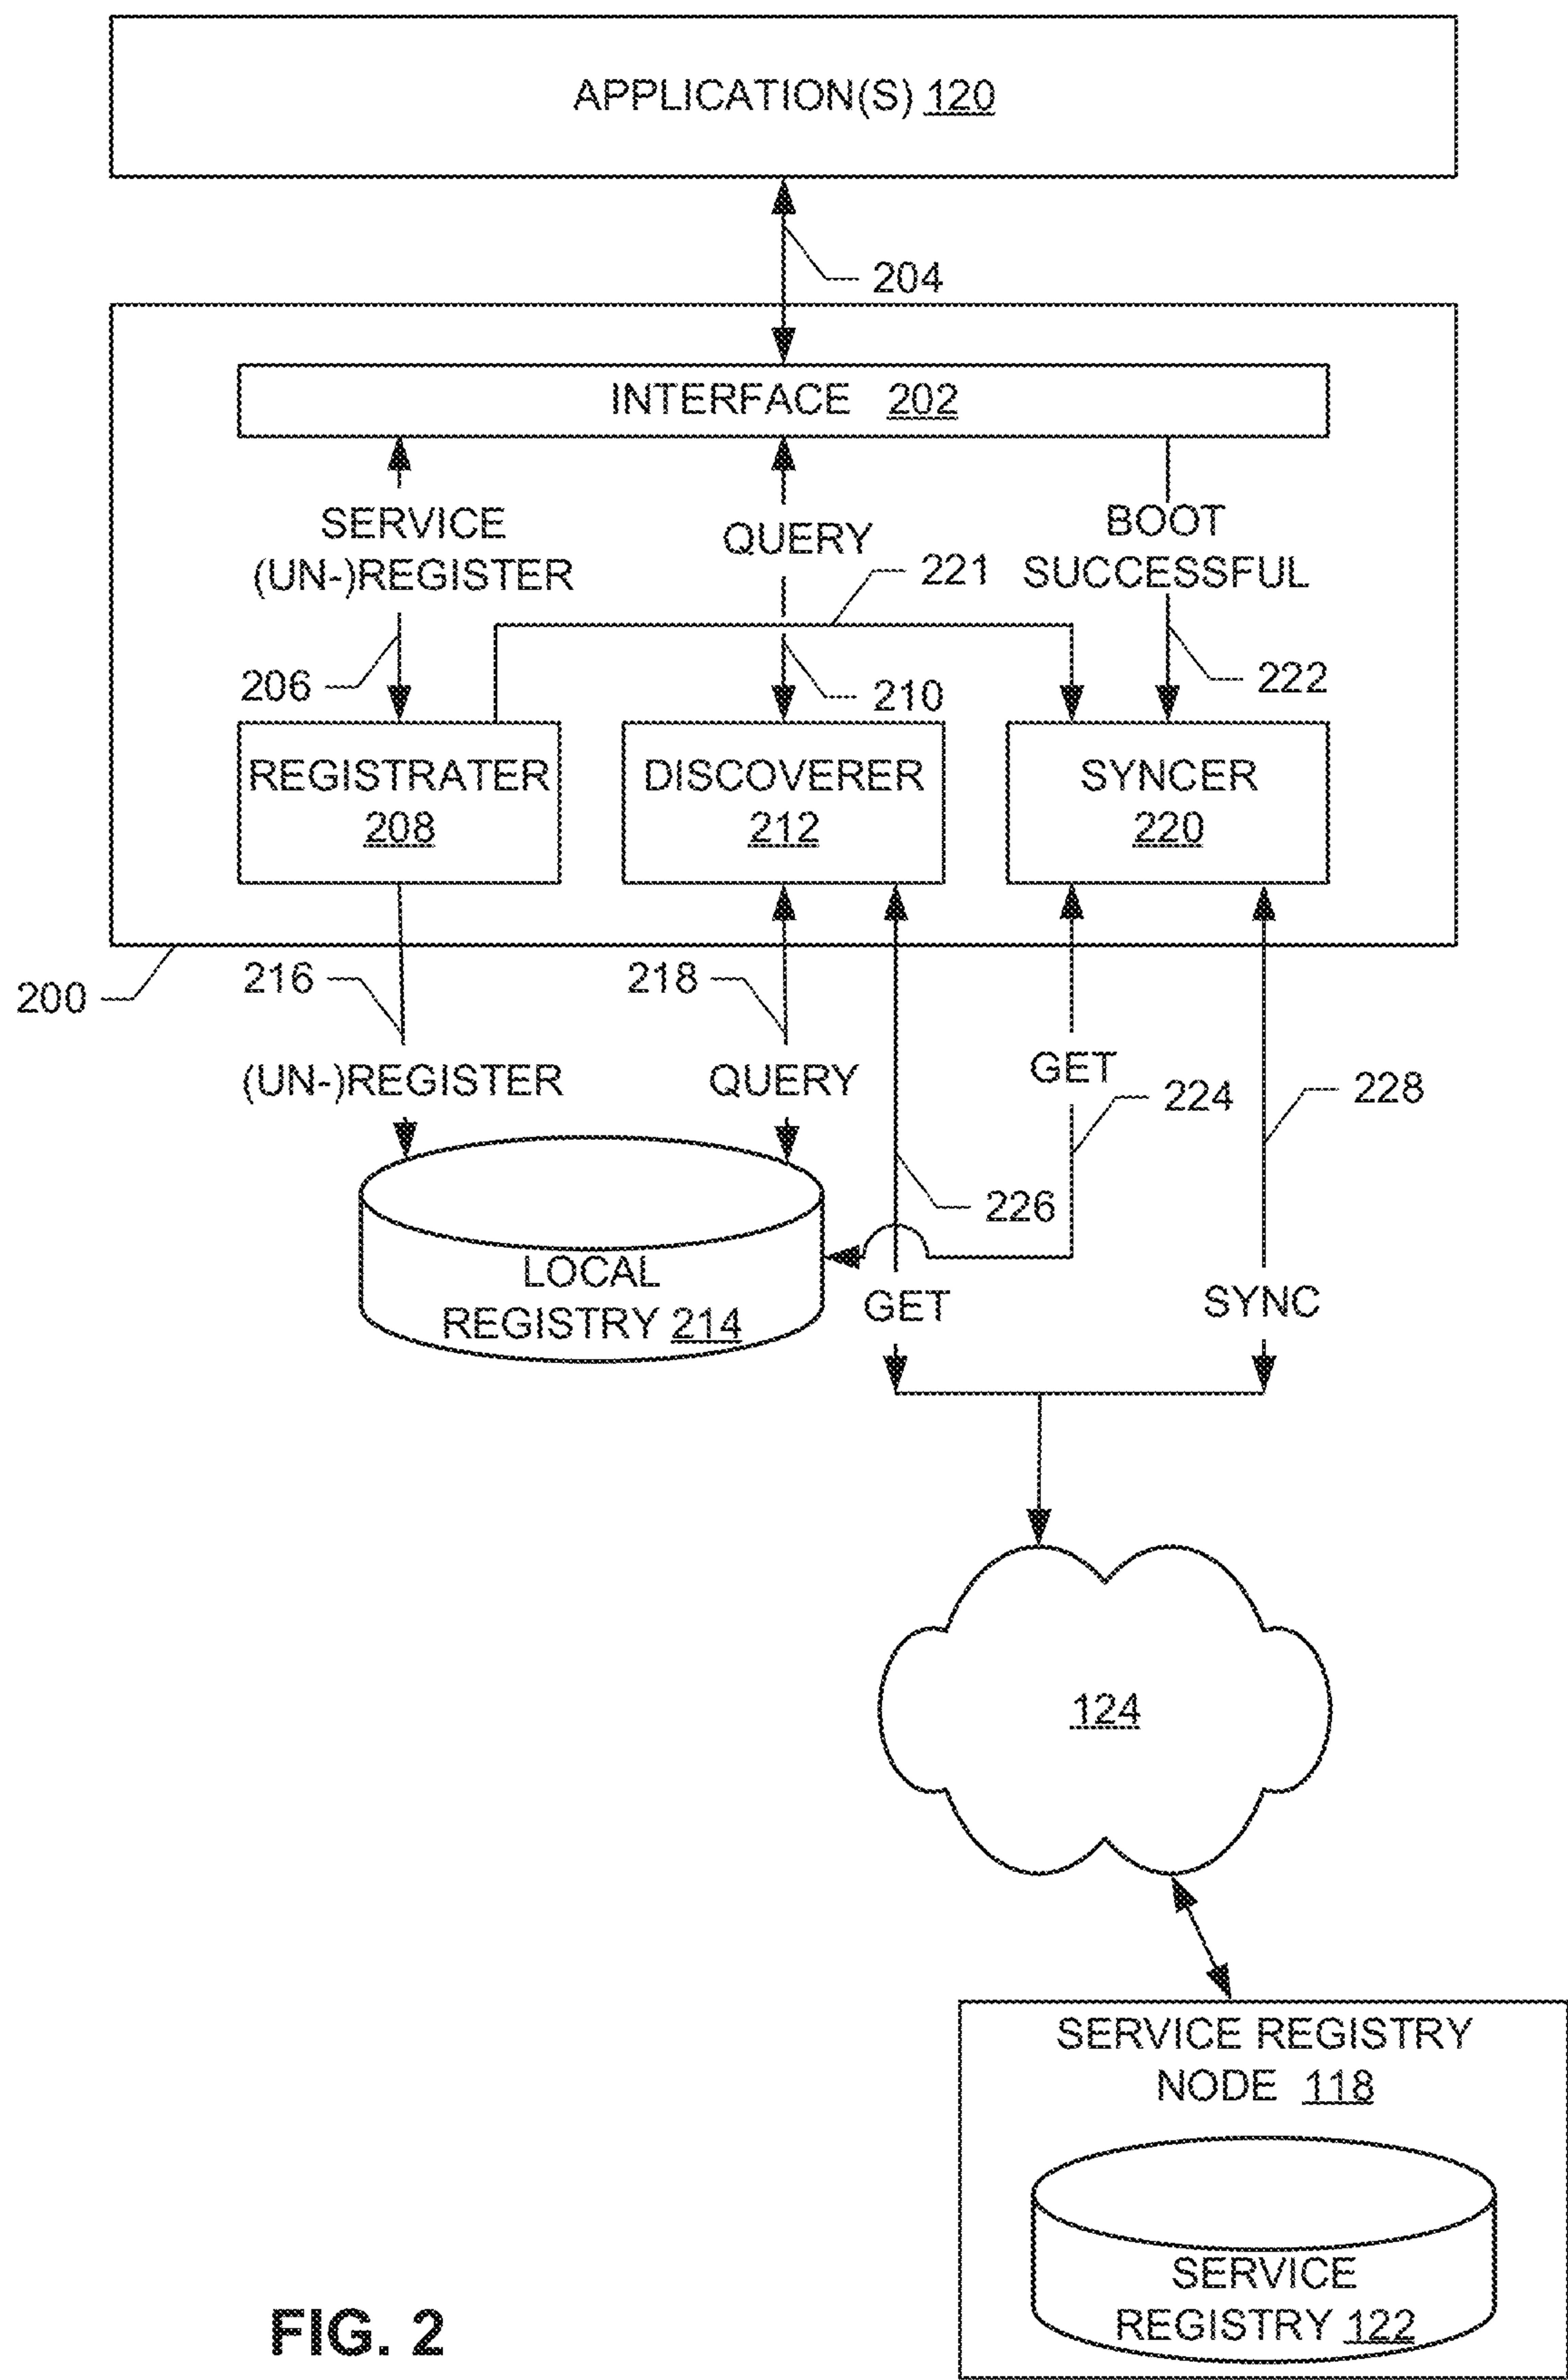 APPLICATION(S) 120
204
INTERFACE 202
SERVICE
(UN-)REGISTER
QUERY
BOOT
SUCCESSFUL
221
206
210
222
REGISTRATER
208
DISCOVERER
212
SYNCER
220
200
216
218
(UN-)REGISTER
QUERY
GET
224
228
226
LOCAL
REGISTRY 214
GET
SYNC
124
SERVICE REGISTRY
NODE 118
SERVICE
REGISTRY 122
FIG. 2